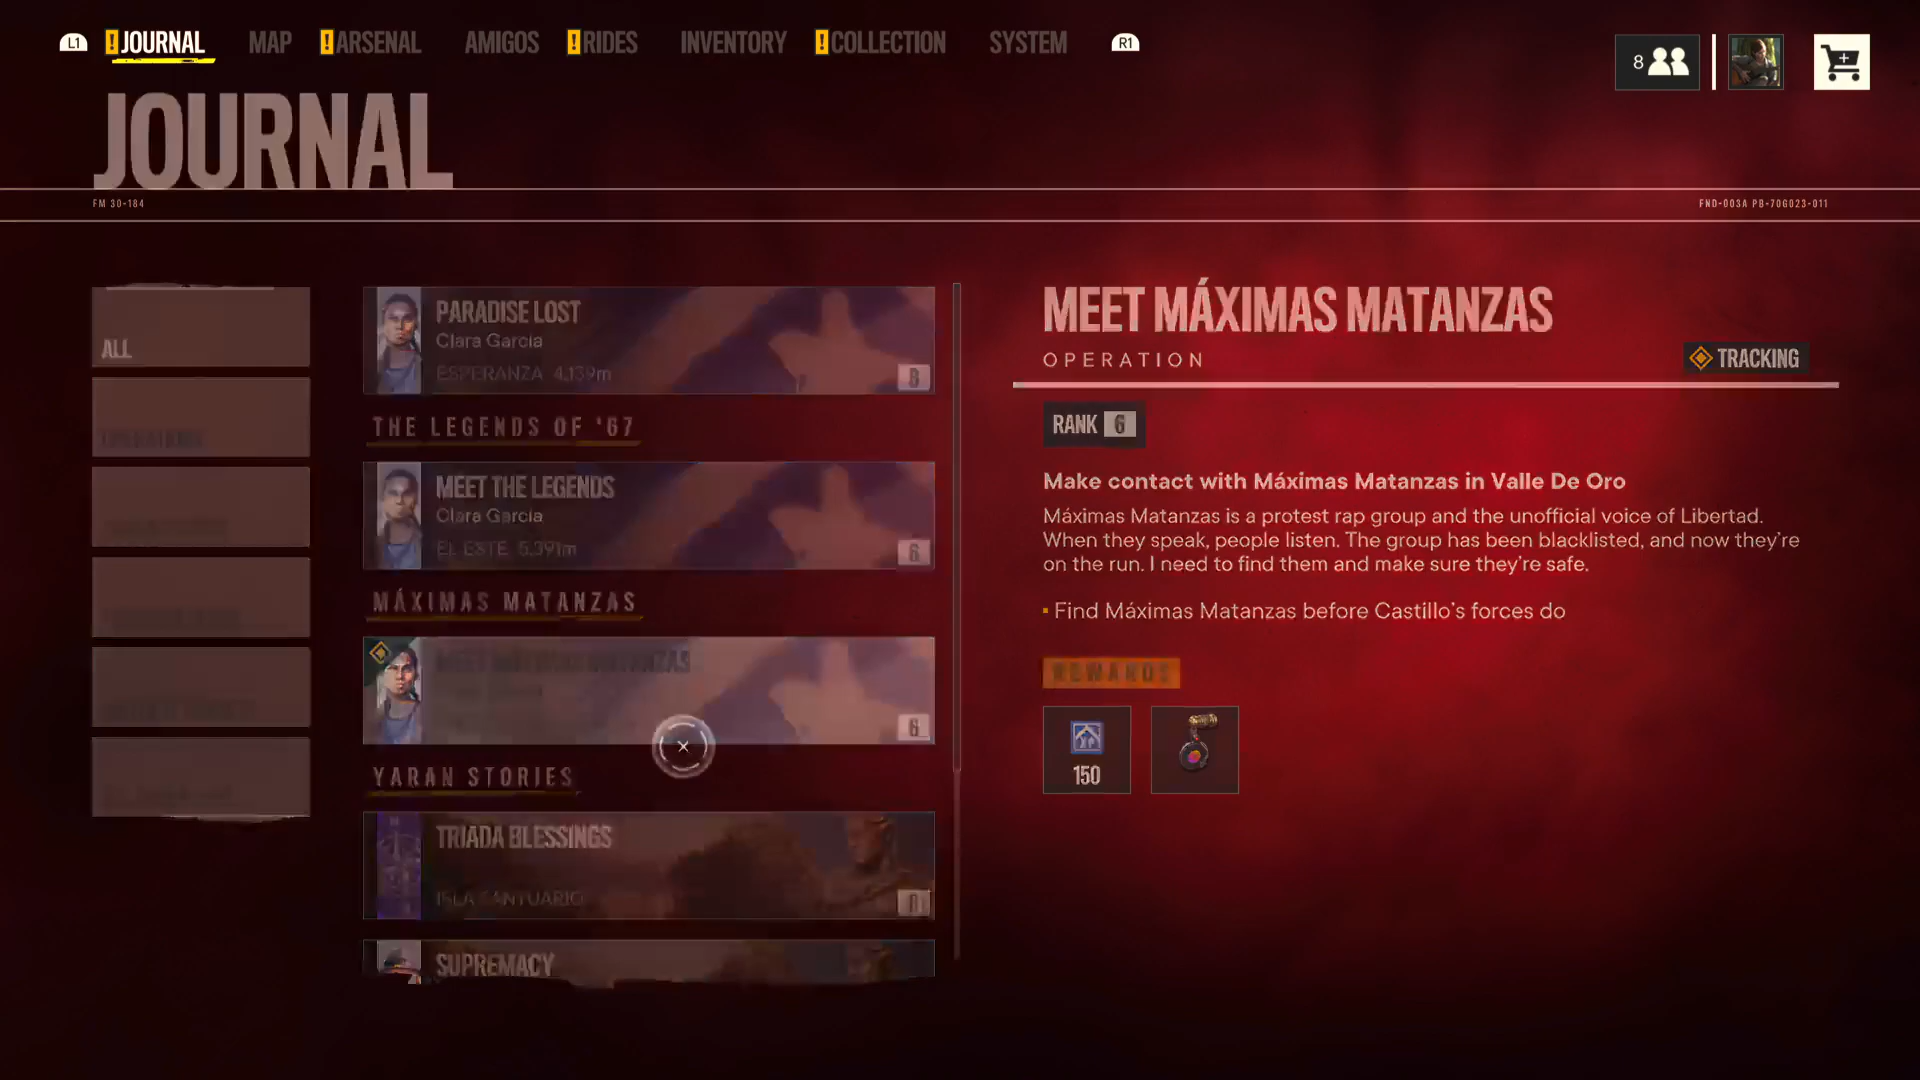 L1
! JOURNAL
MAP
! ARSENAL
AMIGOS
! RIDES
INVENTORY
! COLLECTION
SYSTEM
R1
8
JOURNAL
FM 30-184
FND-003A PB-70G023-011
ALL
PARADISE LOST
Clara Garcia
ESPERANZA 4,139m
8
THE LEGENDS OF '67
MEET THE LEGENDS
Clara Garcia
EL ESTE 5,391m
6
MÁXIMAS MATANZAS
MEET MÁXIMAS MATANZAS
6
YARAN STORIES
TRIADA BLESSINGS
ISLA SANTUARIO
SUPREMACY
MEET MÁXIMAS MATANZAS
OPERATION
TRACKING
RANK 6
Make contact with Máximas Matanzas in Valle De Oro
Máximas Matanzas is a protest rap group and the unofficial voice of Libertad.
When they speak, people listen. The group has been blacklisted, and now they're
on the run. I need to find them and make sure they're safe.
Find Máximas Matanzas before Castillo's forces do
REWARDS
150